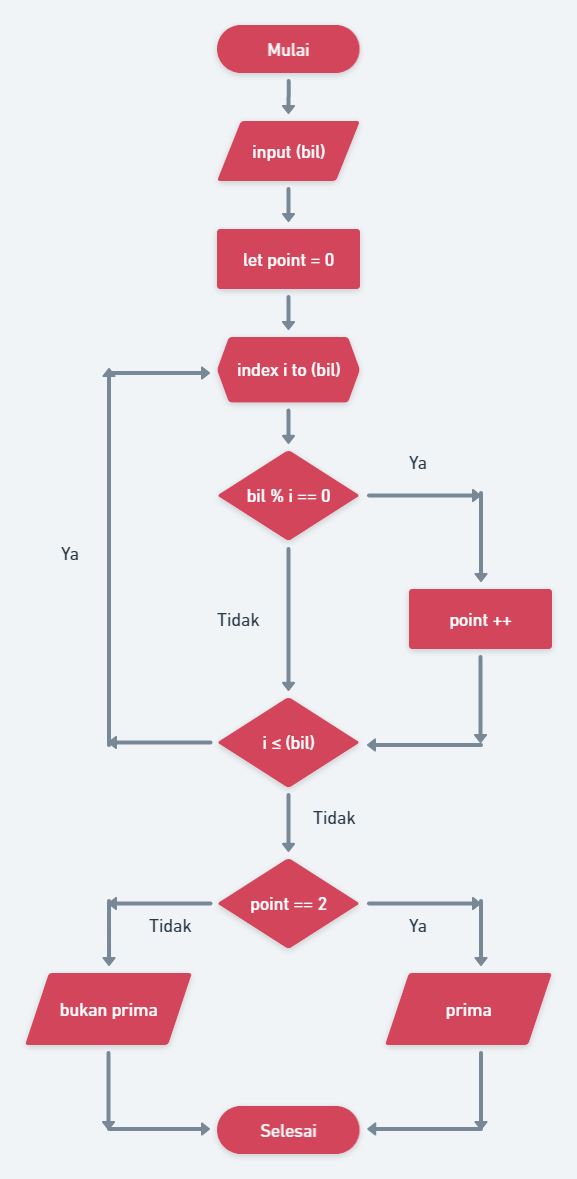 Mulai
input (bil)
let point = 0
index i to (bil)
bil % i == 0
Ya
Ya
Tidak
point ++
i ≤ (bil)
Tidak
point == 2
Tidak
Ya
bukan prima
prima
Selesai